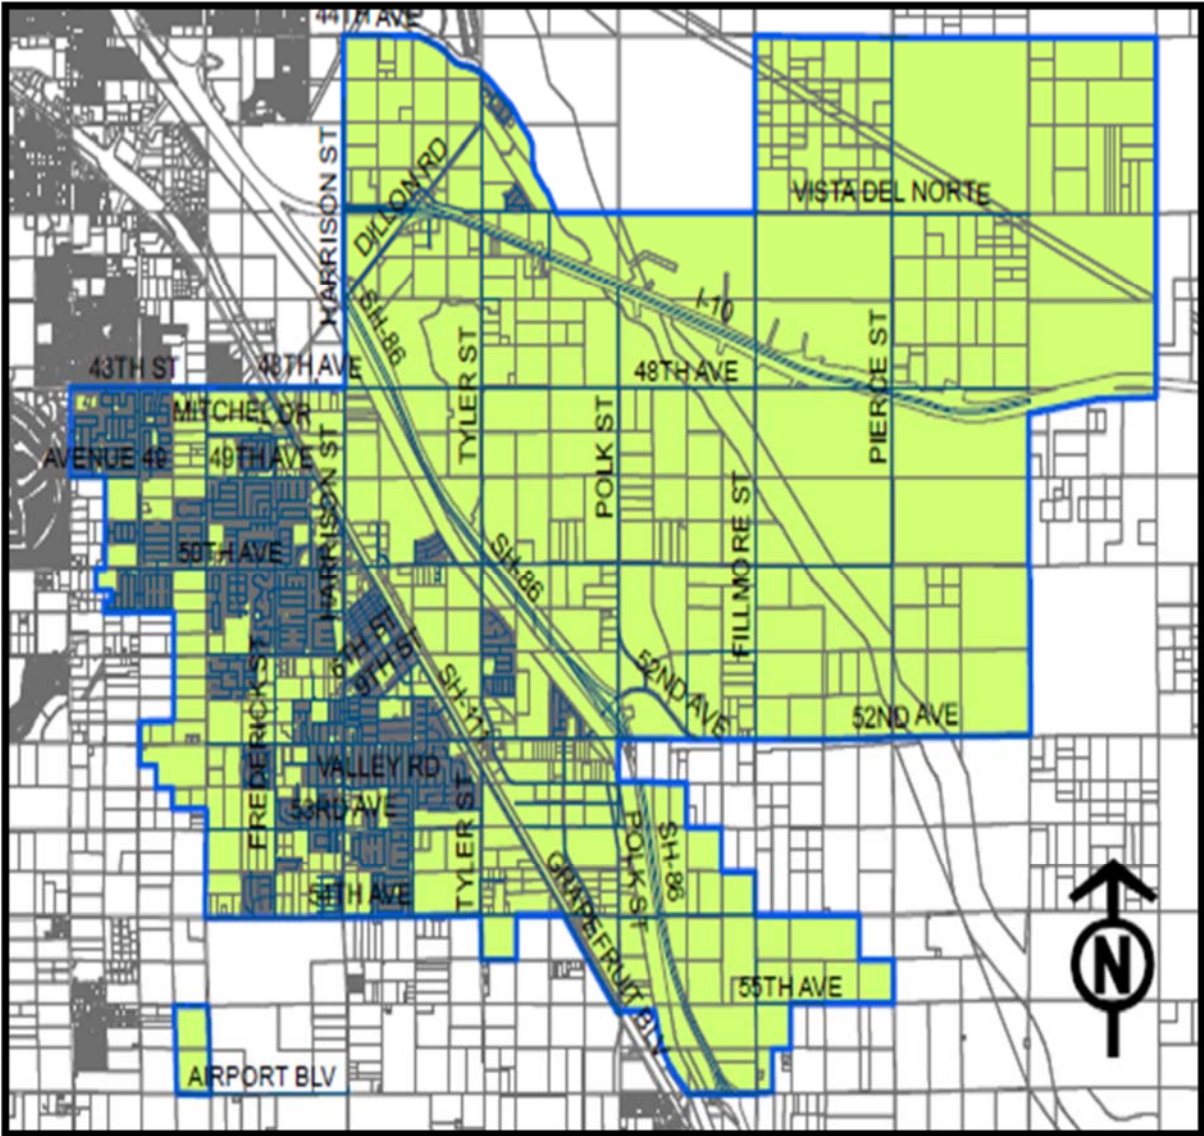 44TH AVE
HARRISON ST
DILLON RD
VISTA DEL NORTE
SH-86
I-10
TYLER ST
PIERCE ST
43TH ST
48TH AVE
48TH AVE
MITCHEL DR
AVENUE 49
49TH AVE
HARRISON ST
POLK ST
FILLMORE ST
50TH AVE
SH-86
6TH ST
9TH ST
FREDERICK ST
SH-111
52ND AVE
52ND AVE
VALLEY RD
53RD AVE
TYLER ST
POLK ST
SH-86
54TH AVE
GRAPEFRUIT BLV
55TH AVE
AIRPORT BLV
N